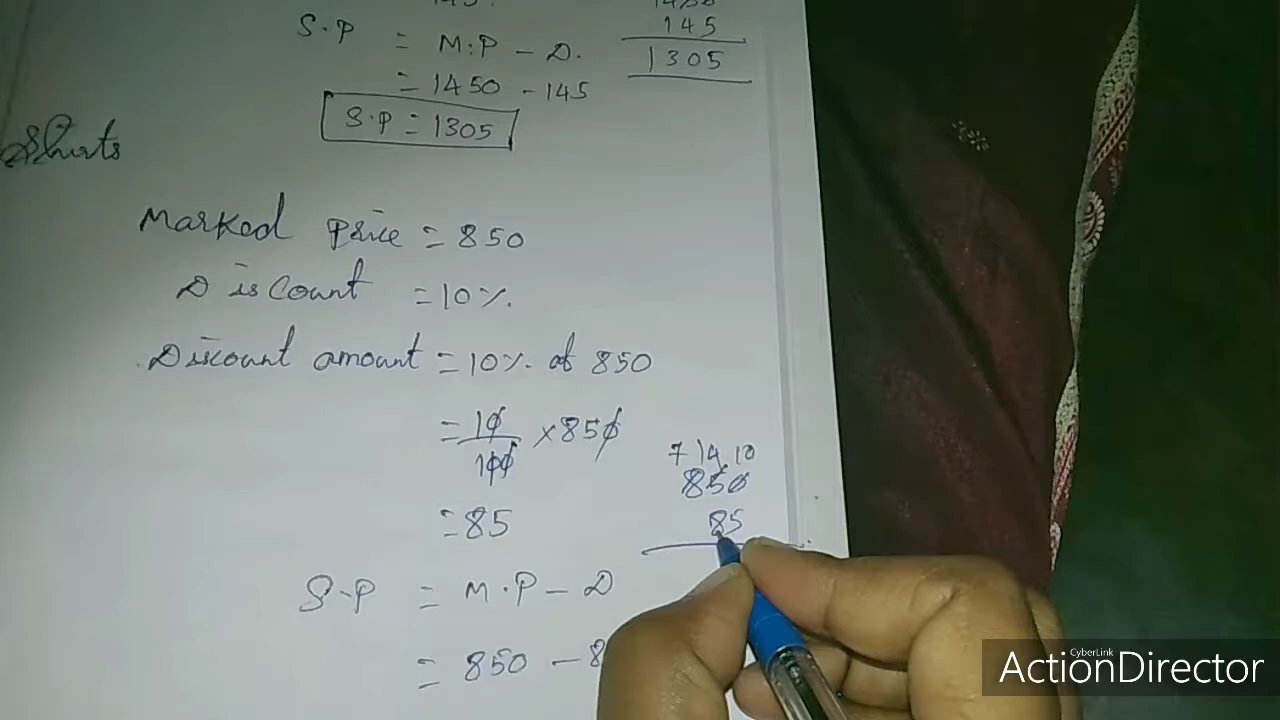 145
S.P = M.P - D.
1305
= 1450 - 145
S.P = 1305
Shirts
Marked Price = 850
Discount = 10%.
Discount amount = 10%. of 850
= 10/100 × 850
7 14 10
850
= 85
85
S.P = M.P - D
= 850 - 8
CyberLink
ActionDirector